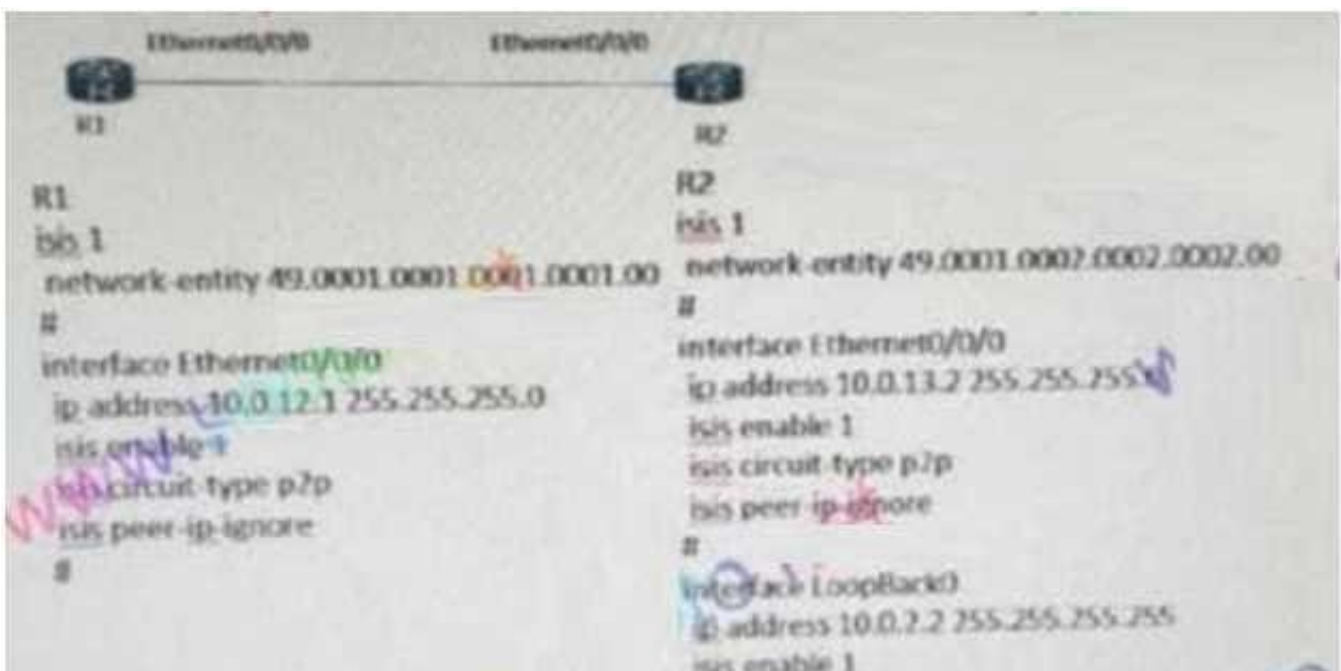 Ethernet0/0/0 Ethernet0/0/0
R1
R2
R1
isis 1
network-entity 49.0001.0001.0001.0001.00
#
interface Ethernet0/0/0
ip address 10.0.12.1 255.255.255.0
isis enable
isis circuit-type p2p
isis peer-ip-ignore
#
R2
isis 1
network-entity 49.0001.0002.0002.0002.00
#
interface Ethernet0/0/0
ip address 10.0.13.2
isis enable 1
isis circuit-type p2p
isis peer-ip-ignore
#
interface LoopBack0
ip address 10.0.2.2 255.255.255.255
isis enable 1